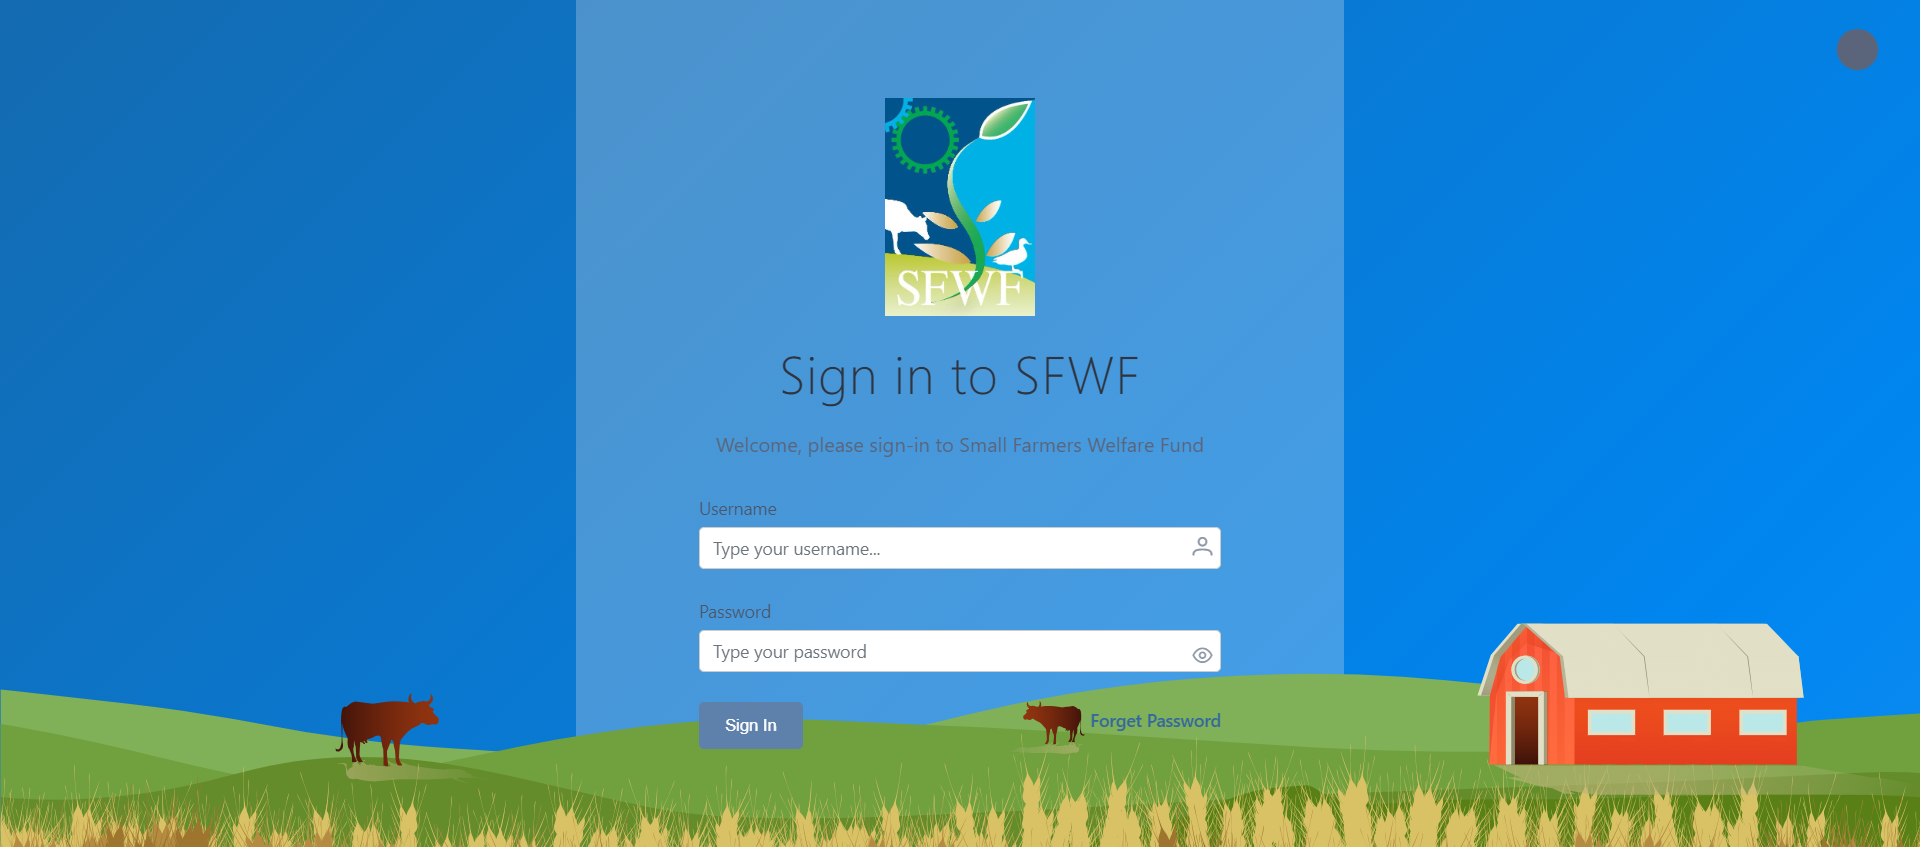 SFWF
Sign in to SFWF
Welcome, please sign-in to Small Farmers Welfare Fund
Username
Type your username...
Password
Type your password
Sign In
Forget Password